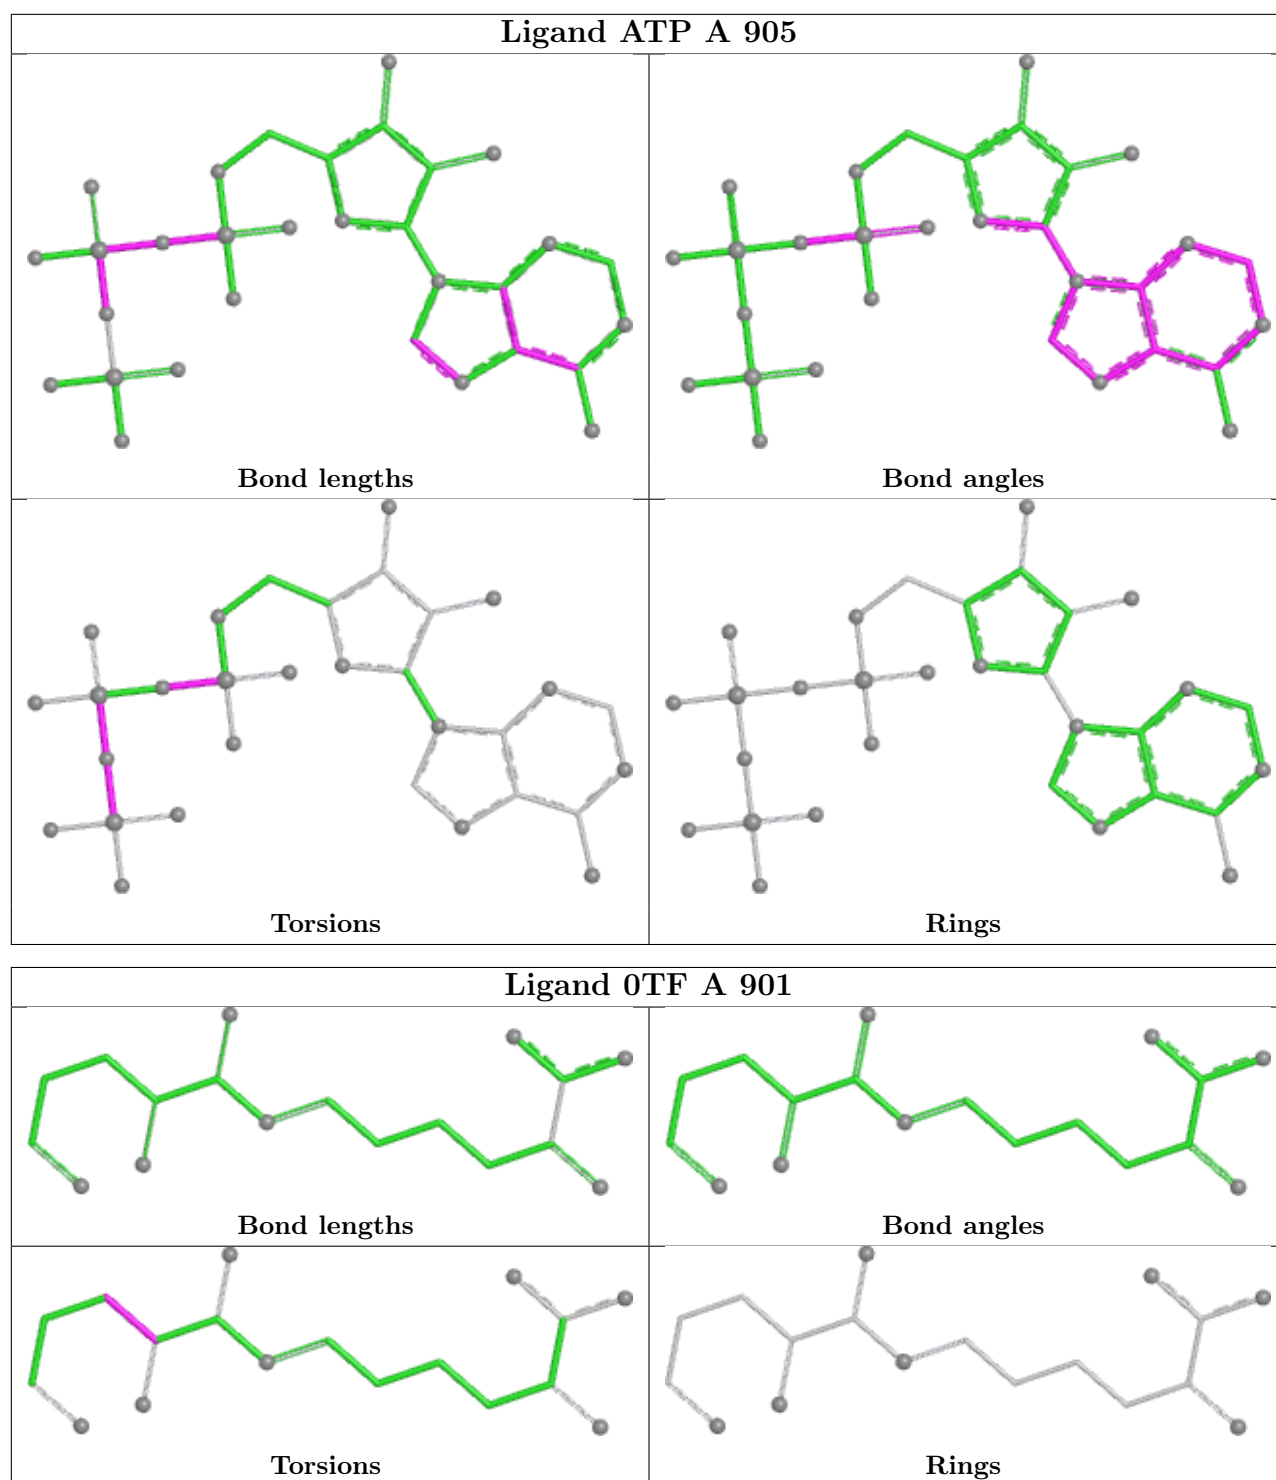 Ligand ATP A 905
Bond lengths
Bond angles
Torsions
Rings
Ligand 0TF A 901
Bond lengths
Bond angles
Torsions
Rings